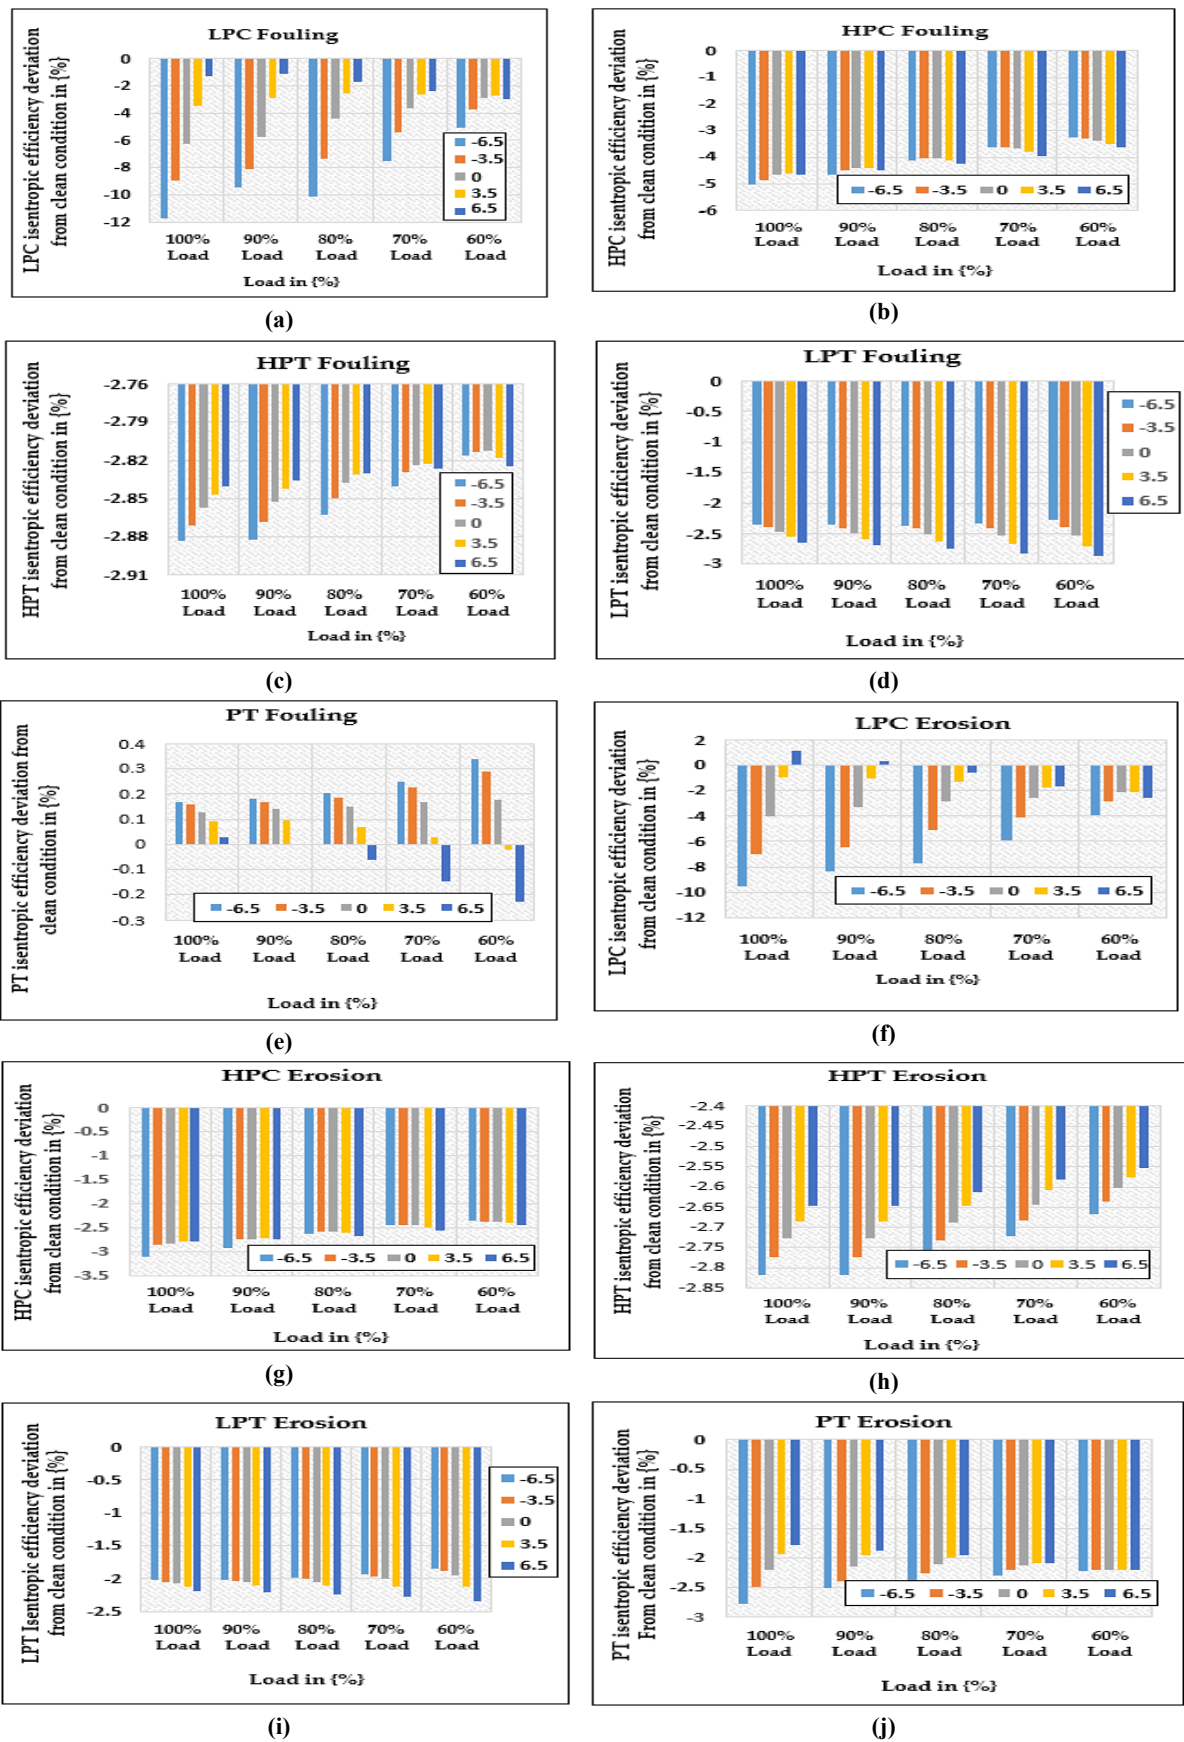 LPC Fouling
LPC isentropic efficiency deviation
from clean condition in {%}
0
-2
-4
-6
-8
-10
-12
-6.5
-3.5
0
3.5
6.5
100% 90% 80% 70% 60%
Load Load Load Load Load
Load in {%}
(a)
HPC Fouling
HPC isentropic efficiency deviation
from clean condition in {%}
0
-1
-2
-3
-4
-5
-6
-6.5 -3.5 0 3.5 6.5
100% 90% 80% 70% 60%
Load Load Load Load Load
Load in {%}
(b)
HPT Fouling
HPT isentropic efficiency deviation
from clean condition in {%}
-2.76
-2.79
-2.82
-2.85
-2.88
-2.91
-6.5
-3.5
0
3.5
6.5
100% 90% 80% 70% 60%
Load Load Load Load Load
Load in {%}
(c)
LPT Fouling
LPT isentropic efficiency deviation
from clean condition in {%}
0
-0.5
-1
-1.5
-2
-2.5
-3
-6.5
-3.5
0
3.5
6.5
100% 90% 80% 70% 60%
Load Load Load Load Load
Load in {%}
(d)
PT Fouling
PT isentropic efficiency deviation from
clean condition in {%}
0.4
0.3
0.2
0.1
0
-0.1
-0.2
-0.3
-6.5 -3.5 0 3.5 6.5
100% 90% 80% 70% 60%
Load Load Load Load Load
Load in {%}
(e)
LPC Erosion
LPC isentropic efficiency deviation
from clean condition in {%}
2
0
-2
-4
-6
-8
-10
-12
-6.5 -3.5 0 3.5 6.5
100% 90% 80% 70% 60%
Load Load Load Load Load
Load in {%}
(f)
HPC Erosion
HPC isentropic efficiency deviation
from clean condition in {%}
0
-0.5
-1
-1.5
-2
-2.5
-3
-3.5
-6.5 -3.5 0 3.5 6.5
100% 90% 80% 70% 60%
Load Load Load Load Load
Load in {%}
(g)
HPT Erosion
HPT isentropic efficiency deviation
from clean condition in {%}
-2.4
-2.45
-2.5
-2.55
-2.6
-2.65
-2.7
-2.75
-2.8
-2.85
-6.5 -3.5 0 3.5 6.5
100% 90% 80% 70% 60%
Load Load Load Load Load
Load in {%}
(h)
LPT Erosion
LPT Isentropic efficiency deviation
from clean condition in {%}
0
-0.5
-1
-1.5
-2
-2.5
-6.5
-3.5
0
3.5
6.5
100% 90% 80% 70% 60%
Load Load Load Load Load
Load in {%}
(i)
PT Erosion
PT isentropic efficiency deviation
From clean condition in {%}
0
-0.5
-1
-1.5
-2
-2.5
-3
-6.5 -3.5 0 3.5 6.5
100% 90% 80% 70% 60%
Load Load Load Load Load
Load in {%}
(j)